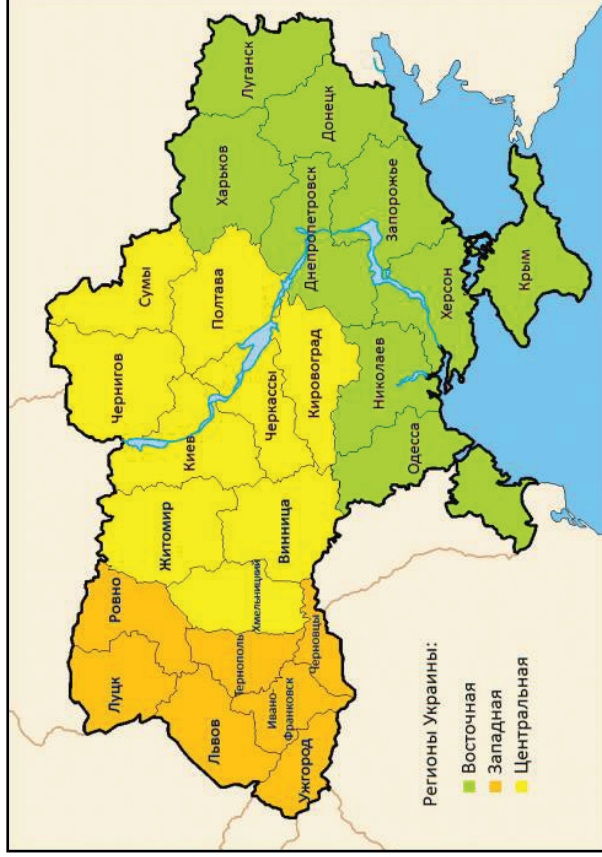 Луцк
Ровно
Житомир
Чернигов
Сумы
Киев
Львов
Тернополь
Хмельницкий
Винница
Черкассы
Полтава
Харьков
Луганск
Ужгород
Ивано
Франковск
Черновцы
Кировоград
Днепропетровск
Донецк
Одесса
Николаев
Запорожье
Херсон
Крым
Регионы Украины:
Восточная
Западная
Центральная